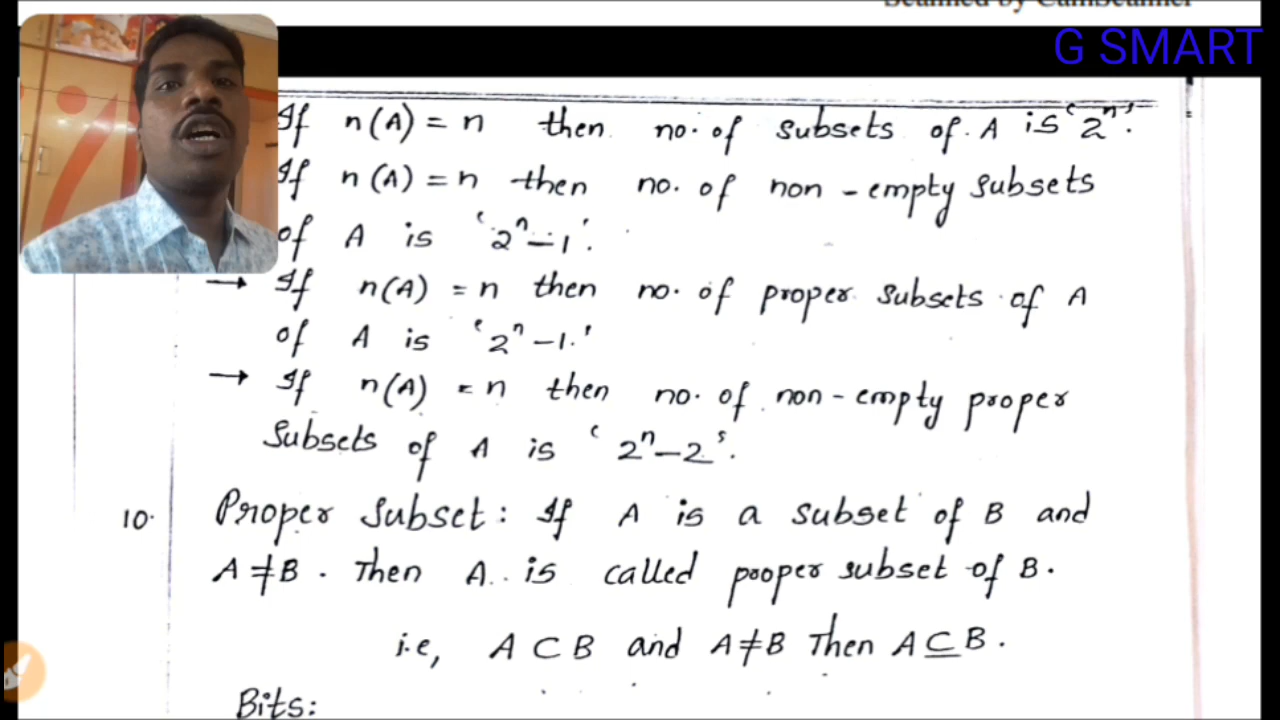 G SMART
If n(A) = n then no. of subsets of A is '2ⁿ'.
If n(A) = n then no. of non-empty subsets
of A is '2ⁿ-1'.
→ If n(A) = n then no. of proper subsets of A
of A is '2ⁿ-1.'
→ If n(A) = n then no. of non-empty proper
subsets of A is '2ⁿ-2'.
10. Proper subset: If A is a subset of B and
A≠B. Then A is called proper subset of B.
i.e, A ⊂ B and A≠B Then A ⊆ B.
Bits: